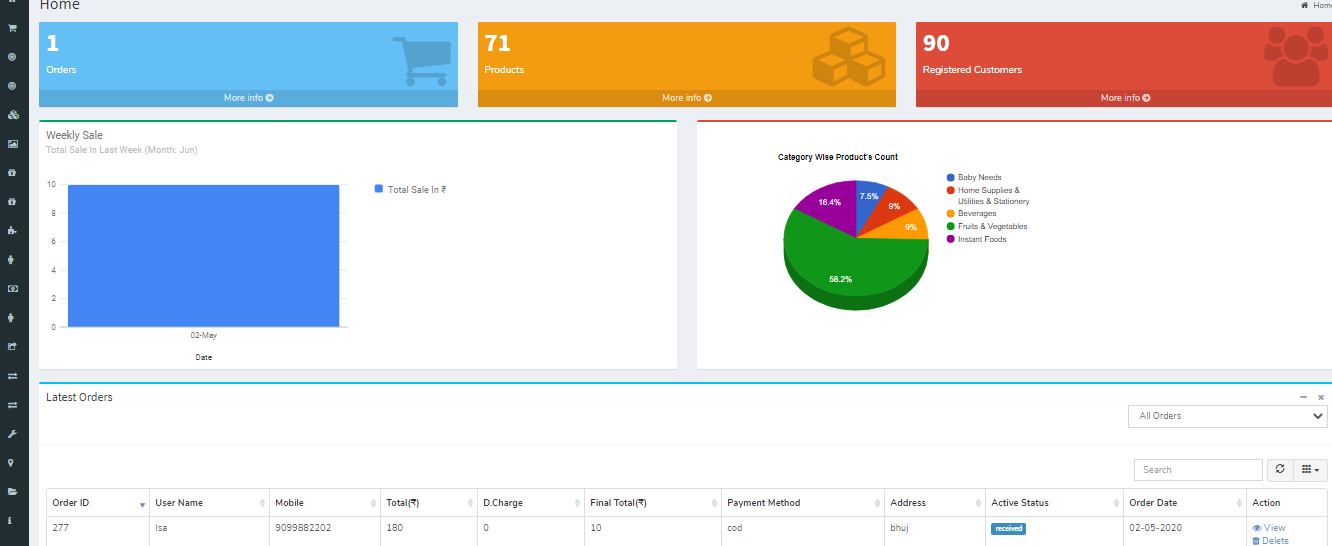 Home
Home
1
Orders
More info
71
Products
More info
90
Registered Customers
More info
Weekly Sale
Total Sale In Last Week (Month: Jun)
10
8
6
4
2
0
02-May
Date
Total Sale In ₹
Category Wise Product's Count
7.5%
9%
9%
58.2%
16.4%
Baby Needs
Home Supplies &
Utilities & Stationery
Beverages
Fruits & Vegetables
Instant Foods
Latest Orders
All Orders
Search
Order ID User Name Mobile Total(₹) D.Charge Final Total(₹) Payment Method Address Active Status Order Date Action
277 Isa 9099882202 180 0 10 cod bhuj received 02-05-2020 View
Delete